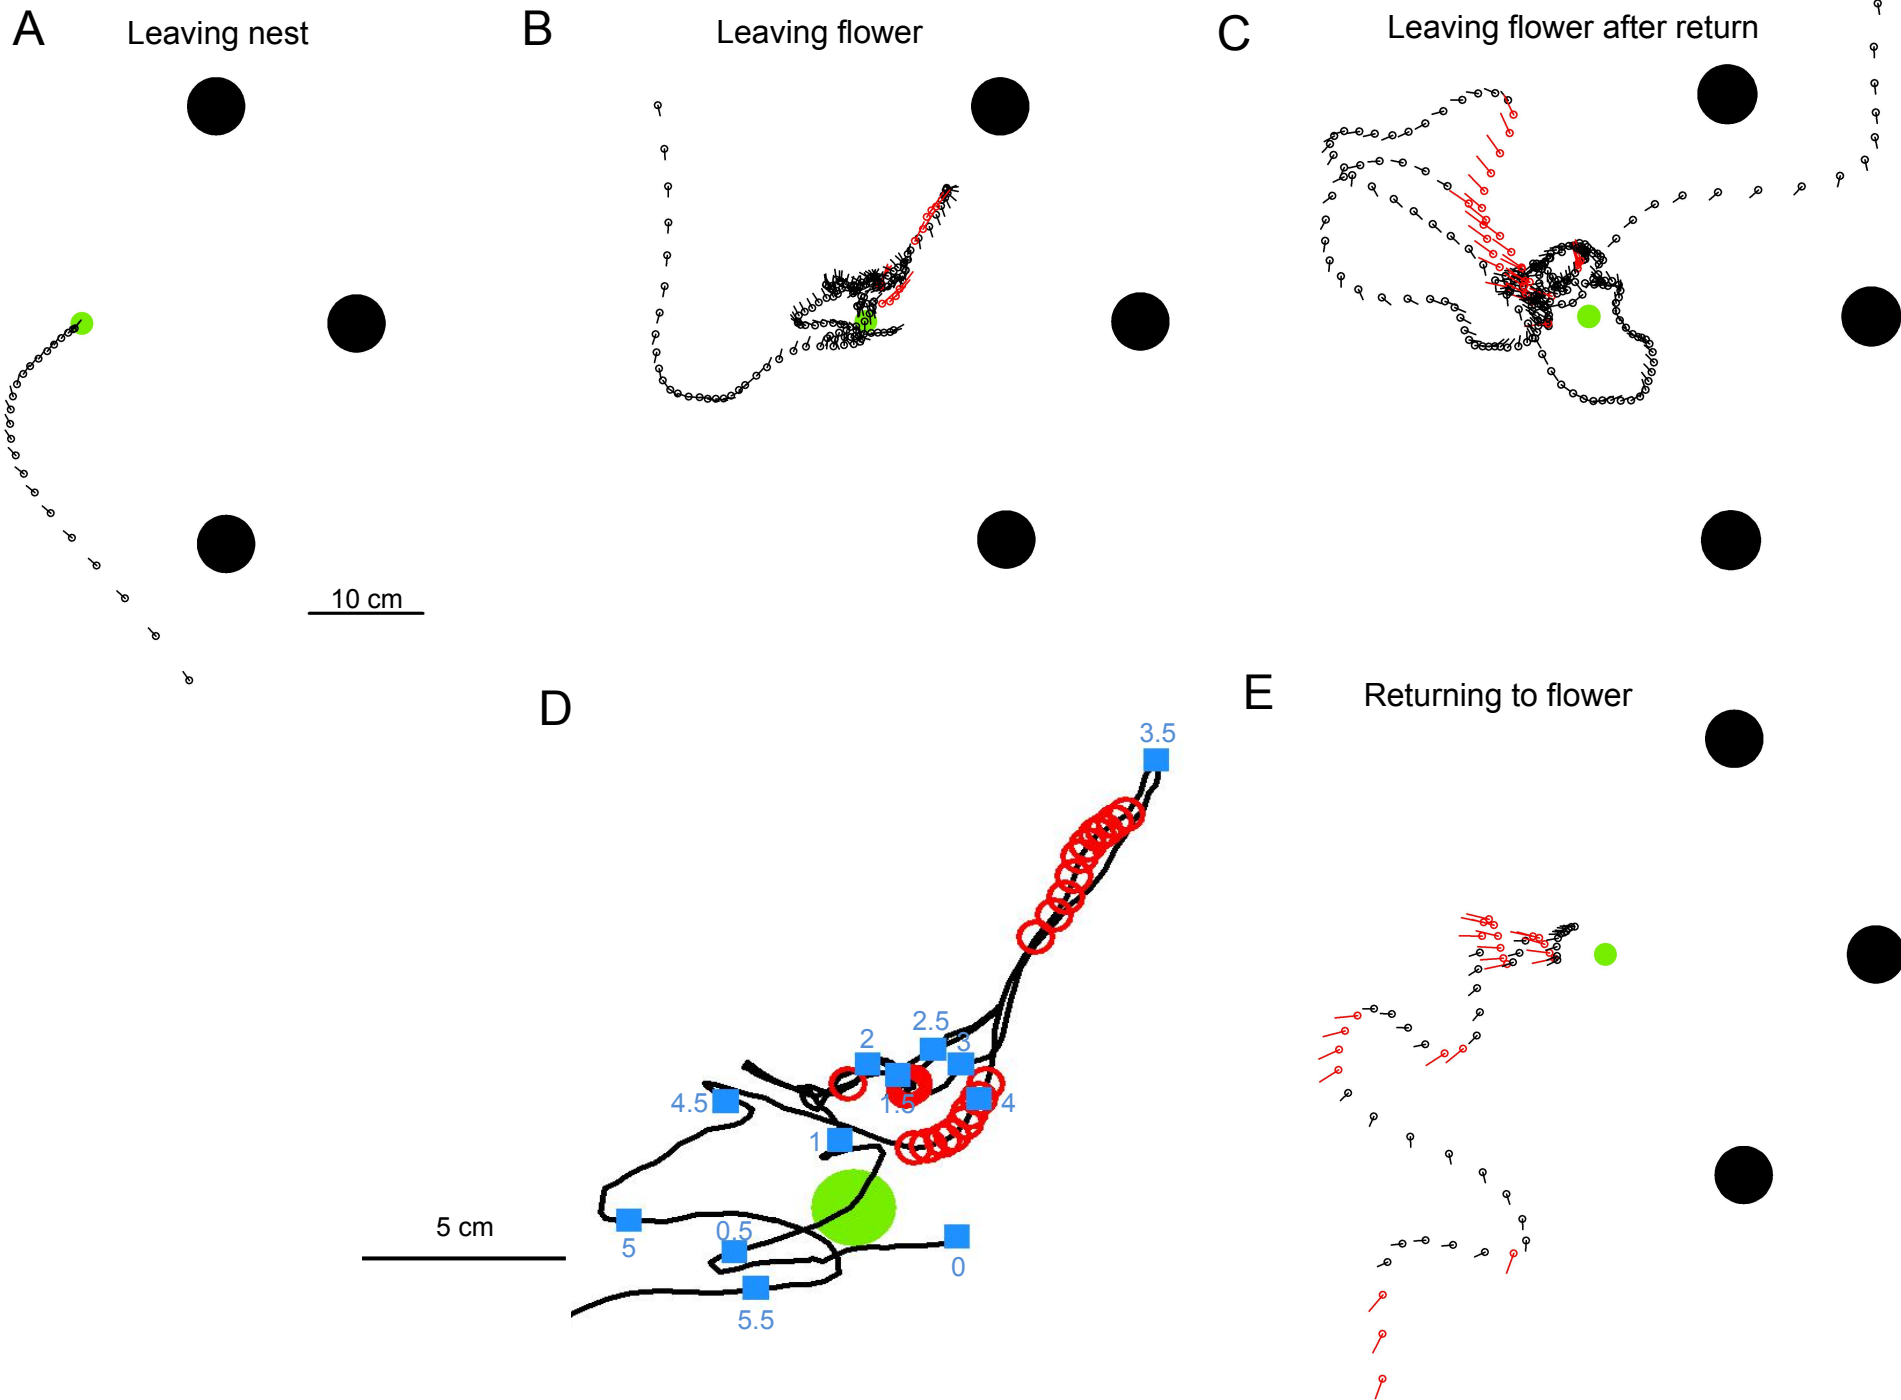 A
Leaving nest
B
Leaving flower
C
Leaving flower after return
10 cm
D
3.5
2.5
2
3
1.5
4
4.5
1
0.5
5
0
5.5
5 cm
E
Returning to flower